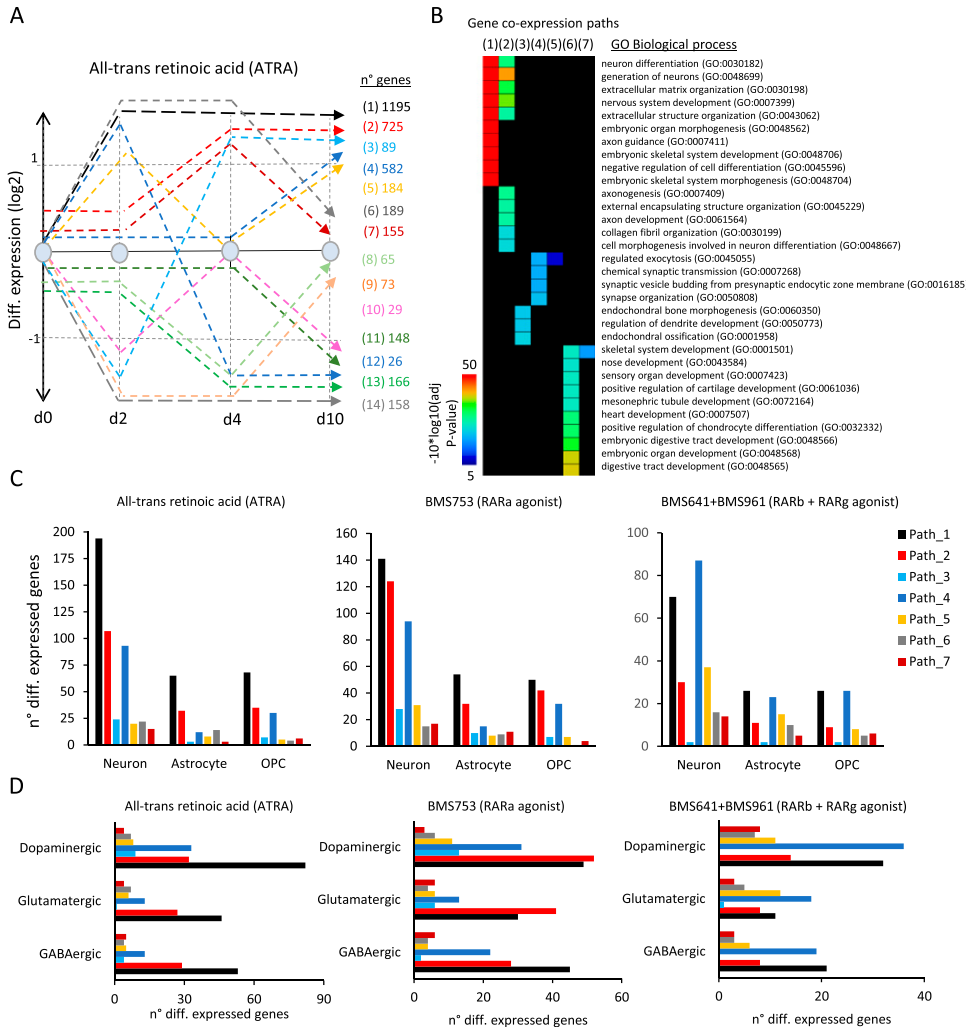 A
All-trans retinoic acid (ATRA)
n° genes
Diff. expression (log2)
1
-1
d0
d2
d4
d10
(1) 1195
(2) 725
(3) 89
(4) 582
(5) 184
(6) 189
(7) 155
(8) 65
(9) 73
(10) 29
(11) 148
(12) 26
(13) 166
(14) 158
B
Gene co-expression paths
(1)(2)(3)(4)(5)(6)(7)
GO Biological process
neuron differentiation (GO:0030182)
generation of neurons (GO:0048699)
extracellular matrix organization (GO:0030198)
nervous system development (GO:0007399)
extracellular structure organization (GO:0043062)
embryonic organ morphogenesis (GO:0048562)
axon guidance (GO:0007411)
embryonic skeletal system development (GO:0048706)
negative regulation of cell differentiation (GO:0045596)
embryonic skeletal system morphogenesis (GO:0048704)
axonogenesis (GO:0007409)
external encapsulating structure organization (GO:0045229)
axon development (GO:0061564)
collagen fibril organization (GO:0030199)
cell morphogenesis involved in neuron differentiation (GO:0048667)
regulated exocytosis (GO:0045055)
chemical synaptic transmission (GO:0007268)
synaptic vesicle budding from presynaptic endocytic zone membrane (GO:0016185
synapse organization (GO:0050808)
endochondral bone morphogenesis (GO:0060350)
regulation of dendrite development (GO:0050773)
endochondral ossification (GO:0001958)
skeletal system development (GO:0001501)
nose development (GO:0043584)
sensory organ development (GO:0007423)
positive regulation of cartilage development (GO:0061036)
mesonephric tubule development (GO:0072164)
heart development (GO:0007507)
positive regulation of chondrocyte differentiation (GO:0032332)
embryonic digestive tract development (GO:0048566)
embryonic organ development (GO:0048568)
digestive tract development (GO:0048565)
50
-10*log10(adj
P-value)
5
C
All-trans retinoic acid (ATRA)
n° diff. expressed genes
200
175
150
125
100
75
50
25
0
Neuron
Astrocyte
OPC
BMS753 (RARa agonist)
160
140
120
100
80
60
40
20
0
Neuron
Astrocyte
OPC
BMS641+BMS961 (RARb + RARg agonist)
100
80
60
40
20
0
Neuron
Astrocyte
OPC
Path_1
Path_2
Path_3
Path_4
Path_5
Path_6
Path_7
D
All-trans retinoic acid (ATRA)
Dopaminergic
Glutamatergic
GABAergic
0
30
60
90
n° diff. expressed genes
BMS753 (RARa agonist)
Dopaminergic
Glutamatergic
GABAergic
0
20
40
60
n° diff. expressed genes
BMS641+BMS961 (RARb + RARg agonist)
Dopaminergic
Glutamatergic
GABAergic
0
20
40
n° diff. expressed genes